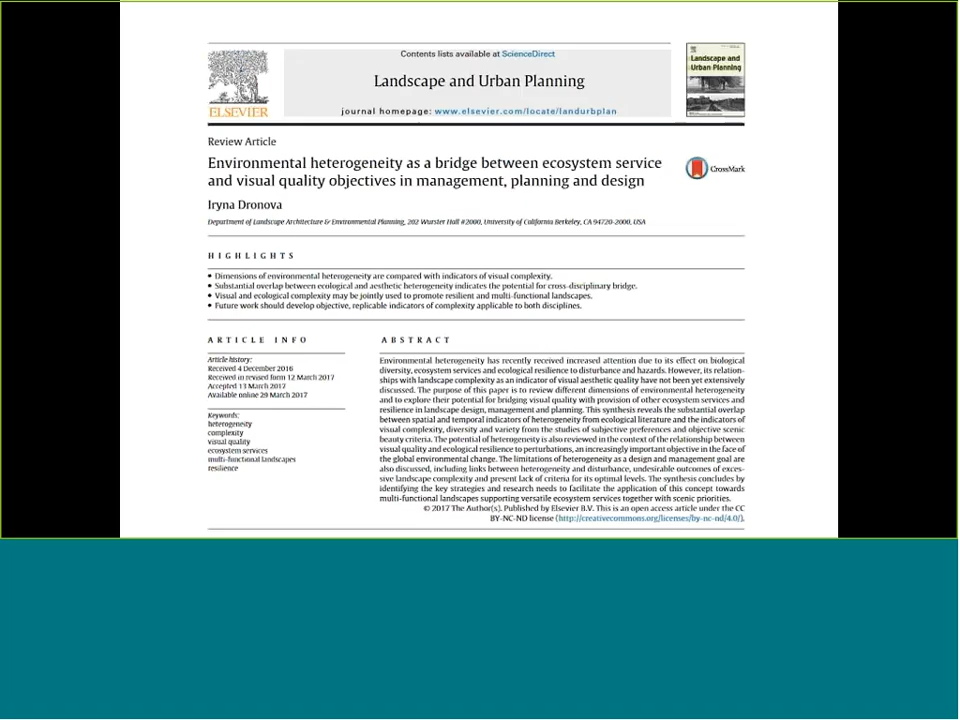 Contents lists available at ScienceDirect
Landscape and Urban Planning
journal homepage: www.elsevier.com/locate/landurbplan
ELSEVIER
Landscape and
Urban Planning
Review Article
Environmental heterogeneity as a bridge between ecosystem service
and visual quality objectives in management, planning and design
CrossMark
Iryna Dronova
Department of Landscape Architecture & Environmental Planning, 202 Wurster Hall #2000, University of California Berkeley, CA 94720-2000, USA
HIGHLIGHTS
• Dimensions of environmental heterogeneity are compared with indicators of visual complexity.
• Substantial overlap between ecological and aesthetic heterogeneity indicates the potential for cross-disciplinary bridge.
• Visual and ecological complexity may be jointly used to promote resilient and multi-functional landscapes.
• Future work should develop objective, replicable indicators of complexity applicable to both disciplines.
ARTICLE INFO
Article history:
Received 4 December 2016
Received in revised form 12 March 2017
Accepted 13 March 2017
Available online 29 March 2017
Keywords:
heterogeneity
complexity
visual quality
ecosystem services
multi-functional landscapes
resilience
ABSTRACT
Environmental heterogeneity has recently received increased attention due to its effect on biological
diversity, ecosystem services and ecological resilience to disturbance and hazards. However, its relation-
ships with landscape complexity as an indicator of visual aesthetic quality have not been yet extensively
discussed. The purpose of this paper is to review different dimensions of environmental heterogeneity
and to explore their potential for bridging visual quality with provision of other ecosystem services and
resilience in landscape design, management and planning. This synthesis reveals the substantial overlap
between spatial and temporal indicators of heterogeneity from ecological literature and the indicators of
visual complexity, diversity and variety from the studies of subjective preferences and objective scenic
beauty criteria. The potential of heterogeneity is also reviewed in the context of the relationship between
visual quality and ecological resilience to perturbations, an increasingly important objective in the face of
the global environmental change. The limitations of heterogeneity as a design and management goal are
also discussed, including links between heterogeneity and disturbance, undesirable outcomes of exces-
sive landscape complexity and present lack of criteria for its optimal levels. The synthesis concludes by
identifying the key strategies and research needs to facilitate the application of this concept towards
multi-functional landscapes supporting versatile ecosystem services together with scenic priorities.
© 2017 The Author(s). Published by Elsevier B.V. This is an open access article under the CC
BY-NC-ND license (http://creativecommons.org/licenses/by-nc-nd/4.0/).